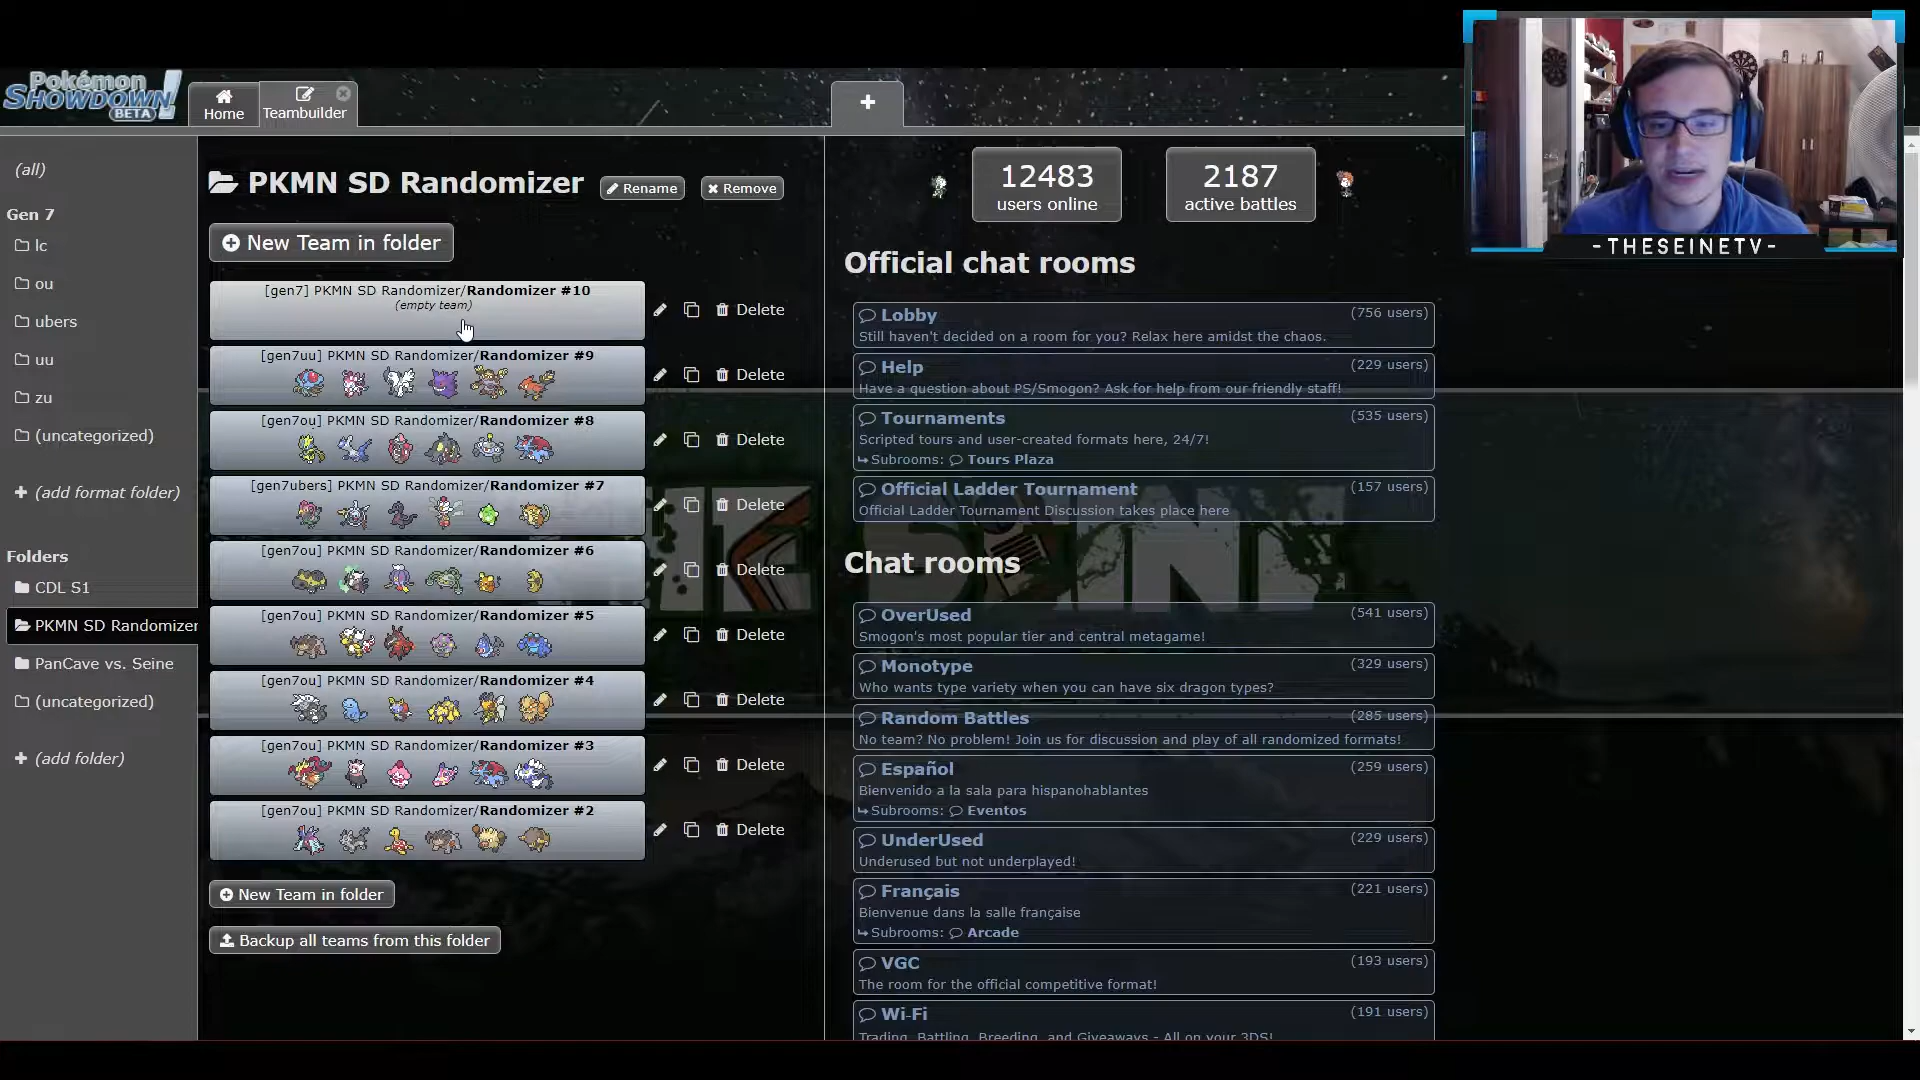 Pokémon
SHOWDOWN!
BETA
Home
Teambuilder
(all)
Gen 7
lc
ou
ubers
uu
zu
(uncategorized)
(add format folder)
Folders
CDL S1
PKMN SD Randomizer
PanCave vs. Seine
(uncategorized)
(add folder)
PKMN SD Randomizer
Rename
Remove
New Team in folder
[gen7] PKMN SD Randomizer/Randomizer #10
(empty team)
Delete
[gen7uu] PKMN SD Randomizer/Randomizer #9
Delete
[gen7ou] PKMN SD Randomizer/Randomizer #8
Delete
[gen7ubers] PKMN SD Randomizer/Randomizer #7
Delete
[gen7ou] PKMN SD Randomizer/Randomizer #6
Delete
[gen7ou] PKMN SD Randomizer/Randomizer #5
Delete
[gen7ou] PKMN SD Randomizer/Randomizer #4
Delete
[gen7ou] PKMN SD Randomizer/Randomizer #3
Delete
[gen7ou] PKMN SD Randomizer/Randomizer #2
Delete
New Team in folder
Backup all teams from this folder
12483
users online
2187
active battles
Official chat rooms
Lobby (756 users)
Still haven't decided on a room for you? Relax here amidst the chaos.
Help (229 users)
Have a question about PS/Smogon? Ask for help from our friendly staff!
Tournaments (535 users)
Scripted tours and user-created formats here, 24/7!
Subrooms: Tours Plaza
Official Ladder Tournament (157 users)
Official Ladder Tournament Discussion takes place here
Chat rooms
OverUsed (541 users)
Smogon's most popular tier and central metagame!
Monotype (329 users)
Who wants type variety when you can have six dragon types?
Random Battles (285 users)
No team? No problem! Join us for discussion and play of all randomized formats!
Español (259 users)
Bienvenido a la sala para hispanohablantes
Subrooms: Eventos
UnderUsed (229 users)
Underused but not underplayed!
Français (221 users)
Bienvenue dans la salle française
Subrooms: Arcade
VGC (193 users)
The room for the official competitive format!
Wi-Fi (191 users)
Trading, Battling, Breeding, and Giveaways - All on your 3DS!
-THESEINETV-